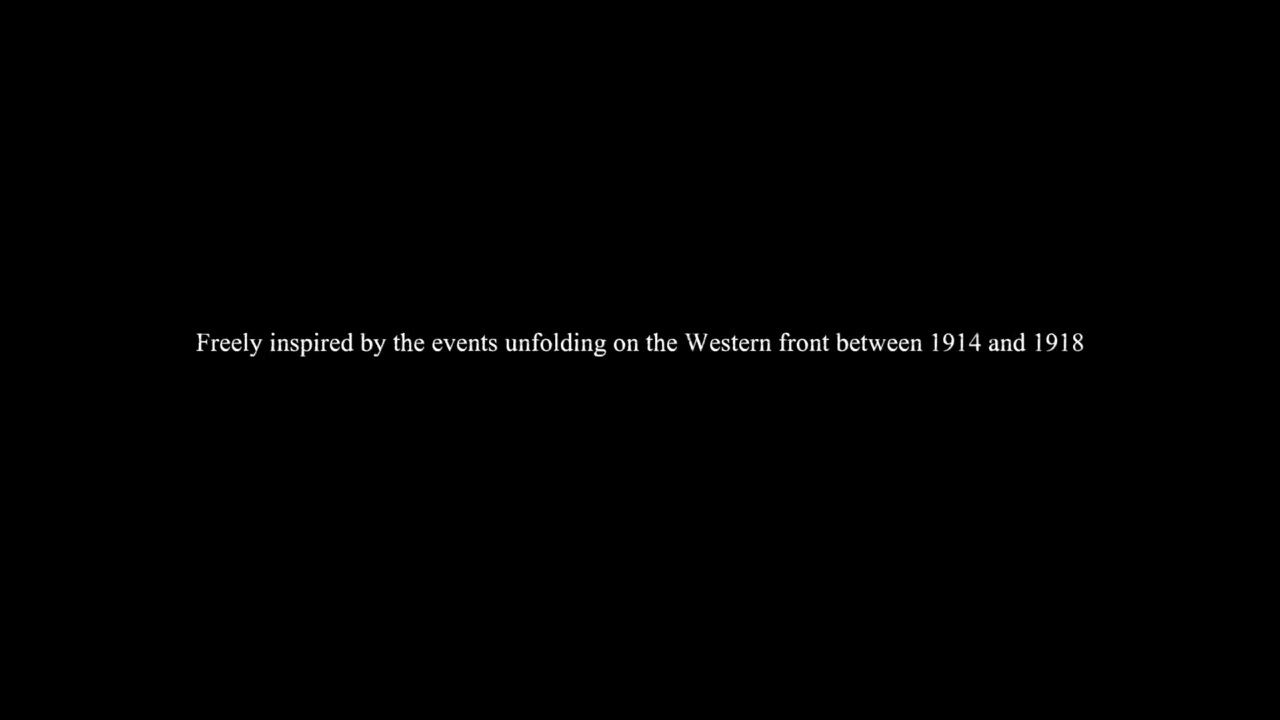 Freely inspired by the events unfolding on the Western front between 1914 and 1918